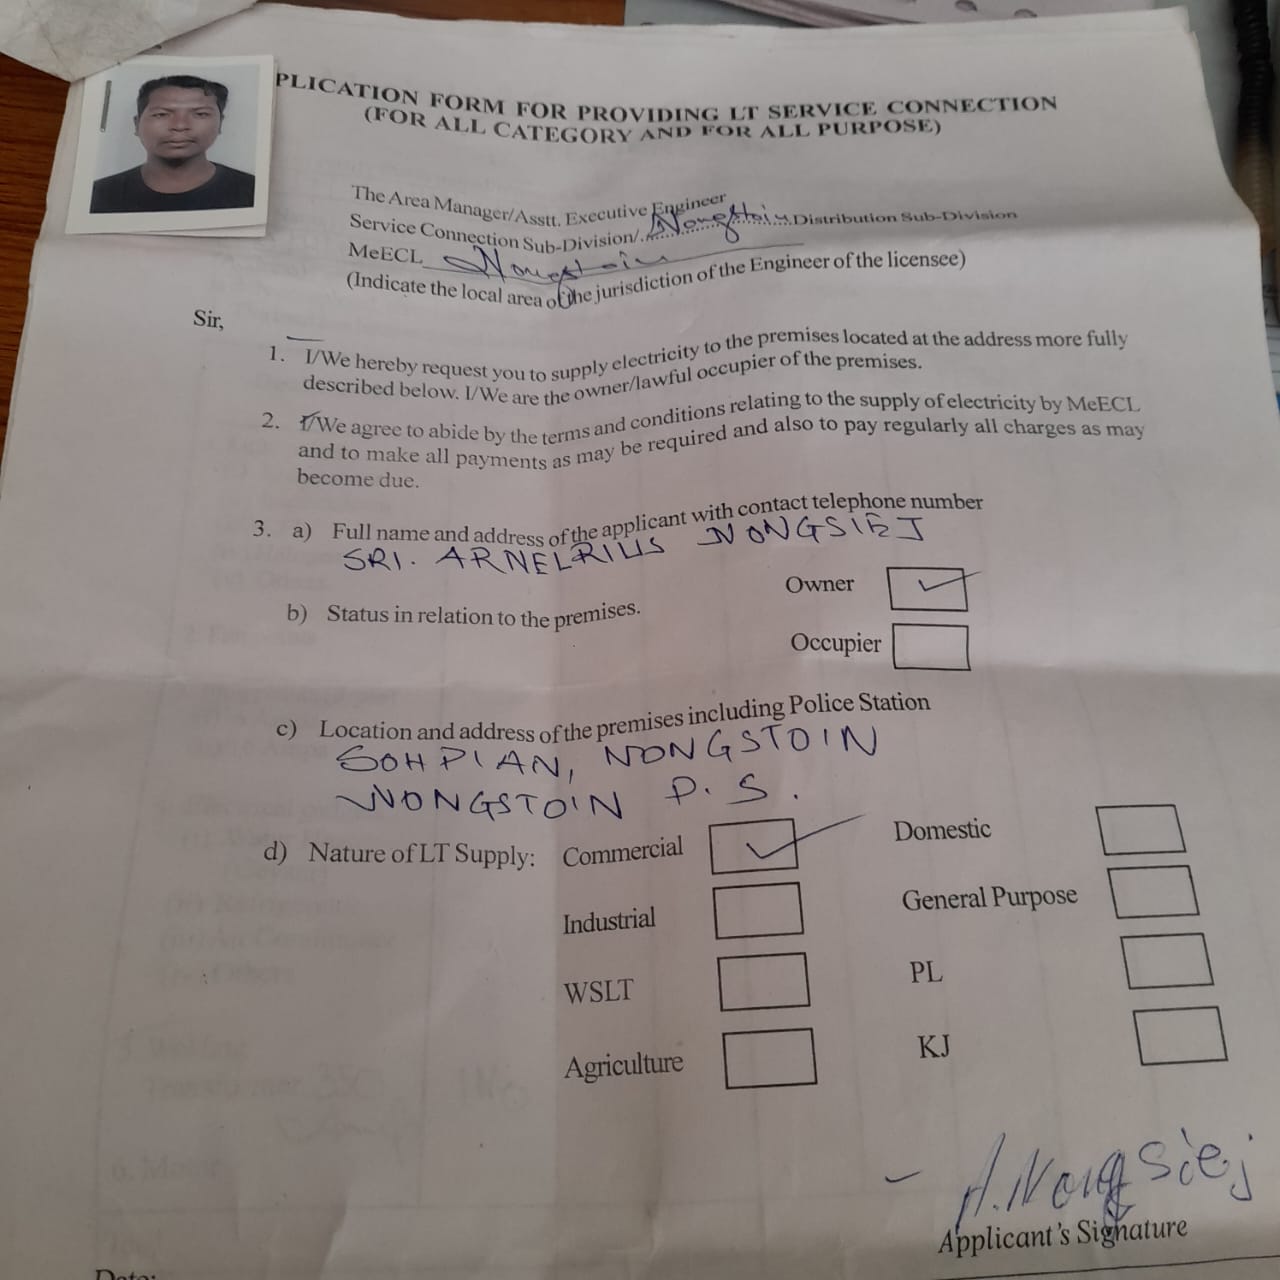 PLICATION FORM FOR PROVIDING LT SERVICE CONNECTION
(FOR ALL CATEGORY AND FOR ALL PURPOSE)
The Area Manager/Asstt. Executive Engineer
Service Connection Sub-Division/ Nongstoin Distribution Sub-Division
MeECL Nongstoin
(Indicate the local area of the jurisdiction of the Engineer of the licensee)
Sir,
1. I/We hereby request you to supply electricity to the premises located at the address more fully
described below. I/We are the owner/lawful occupier of the premises.
2. I/We agree to abide by the terms and conditions relating to the supply of electricity by MeECL
and to make all payments as may be required and also to pay regularly all charges as may
become due.
3. a) Full name and address of the applicant with contact telephone number
SRI. ARNELRIUS NONGSIEJ
Owner
b) Status in relation to the premises.
Occupier
c) Location and address of the premises including Police Station
SOHPIAN, NONGSTOIN
NONGSTOIN P.S.
d) Nature of LT Supply: Commercial Domestic
Industrial General Purpose
WSLT PL
Agriculture KJ
A. Nongsiej
Applicant's Signature
Date: